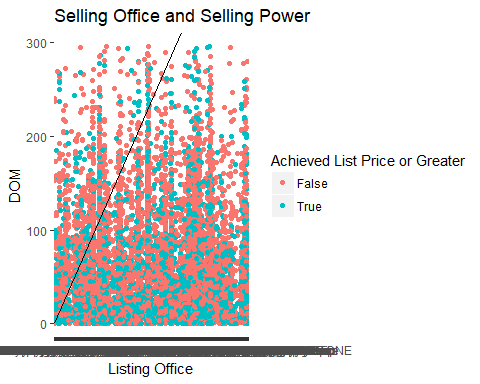 Selling Office and Selling Power
300
200
100
0
DOM
Listing Office
Achieved List Price or Greater
False
True